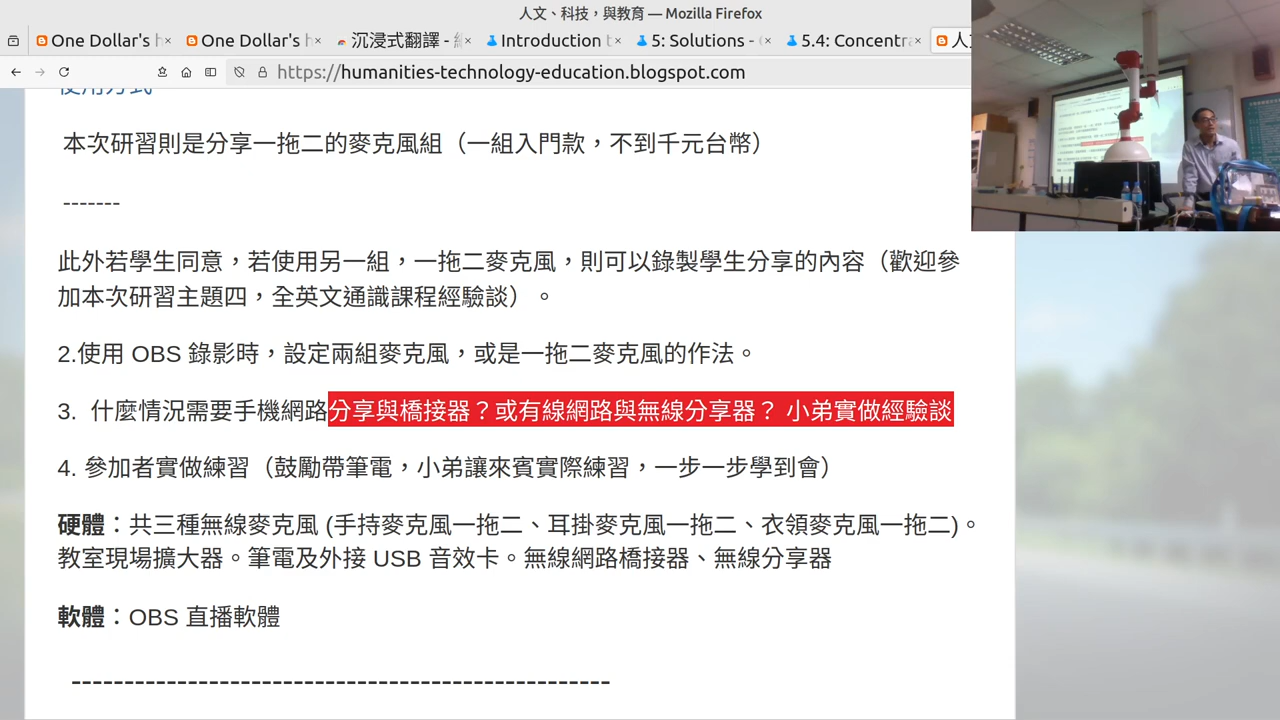 人文、科技，與教育 — Mozilla Firefox
One Dollar's h
One Dollar's h
沉浸式翻譯 -
Introduction t
5: Solutions -
5.4: Concentra
https://humanities-technology-education.blogspot.com
使用方式
本次研習則是分享一拖二的麥克風組（一組入門款，不到千元台幣）
-------
此外若學生同意，若使用另一組，一拖二麥克風，則可以錄製學生分享的內容（歡迎參
加本次研習主題四，全英文通識課程經驗談）。
2.使用 OBS 錄影時，設定兩組麥克風，或是一拖二麥克風的作法。
3. 什麼情況需要手機網路分享與橋接器？或有線網路與無線分享器？ 小弟實做經驗談
4. 參加者實做練習（鼓勵帶筆電，小弟讓來賓實際練習，一步一步學到會）
硬體：共三種無線麥克風 (手持麥克風一拖二、耳掛麥克風一拖二、衣領麥克風一拖二)。
教室現場擴大器。筆電及外接 USB 音效卡。無線網路橋接器、無線分享器
軟體：OBS 直播軟體
---------------------------------------------------